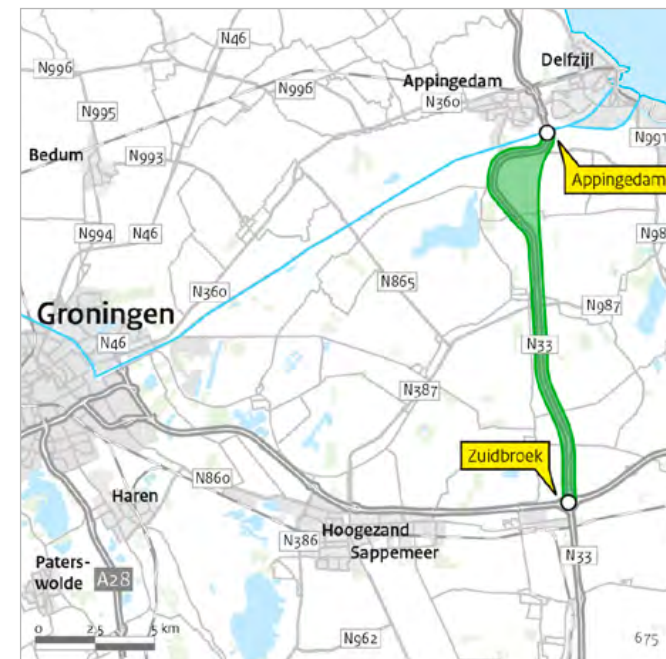 N46
N996
Delfzijl
N996
Appingedam
N360
N995
N991
Bedum
N993
Appingedam
N994
N46
N98
N360
N865
Groningen
N987
N46
N33
N387
Zuidbroek
N860
Haren
Hoogezand
Sappemeer
N386
N33
Paters-
wolde
A28
0 2,5 5 km
N962
675